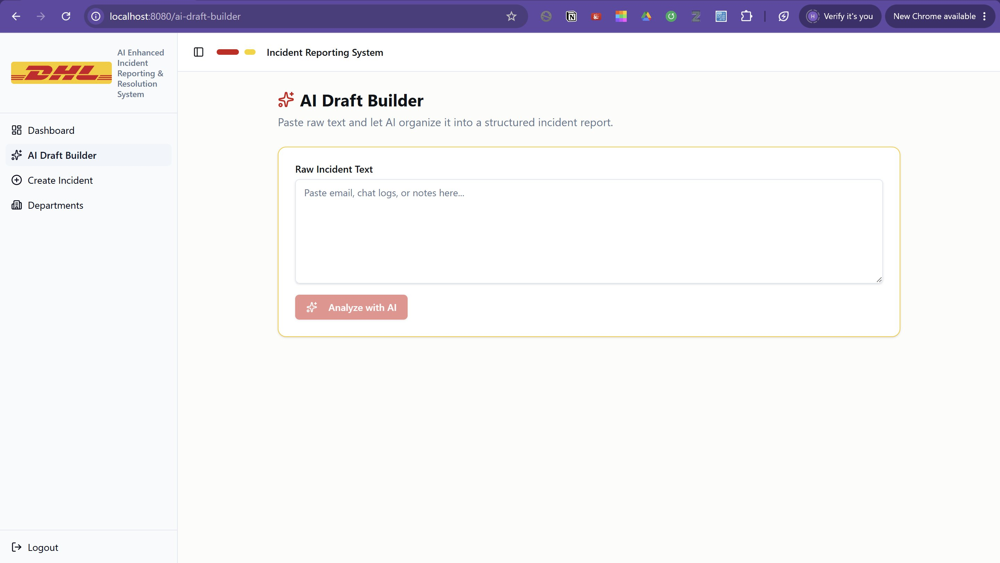 localhost:8080/ai-draft-builder
N
Z
H
Verify it's you
New Chrome available
DHL
AI Enhanced
Incident
Reporting &
Resolution
System
Dashboard
AI Draft Builder
Create Incident
Departments
Logout
Incident Reporting System
AI Draft Builder
Paste raw text and let AI organize it into a structured incident report.
Raw Incident Text
Paste email, chat logs, or notes here...
Analyze with AI